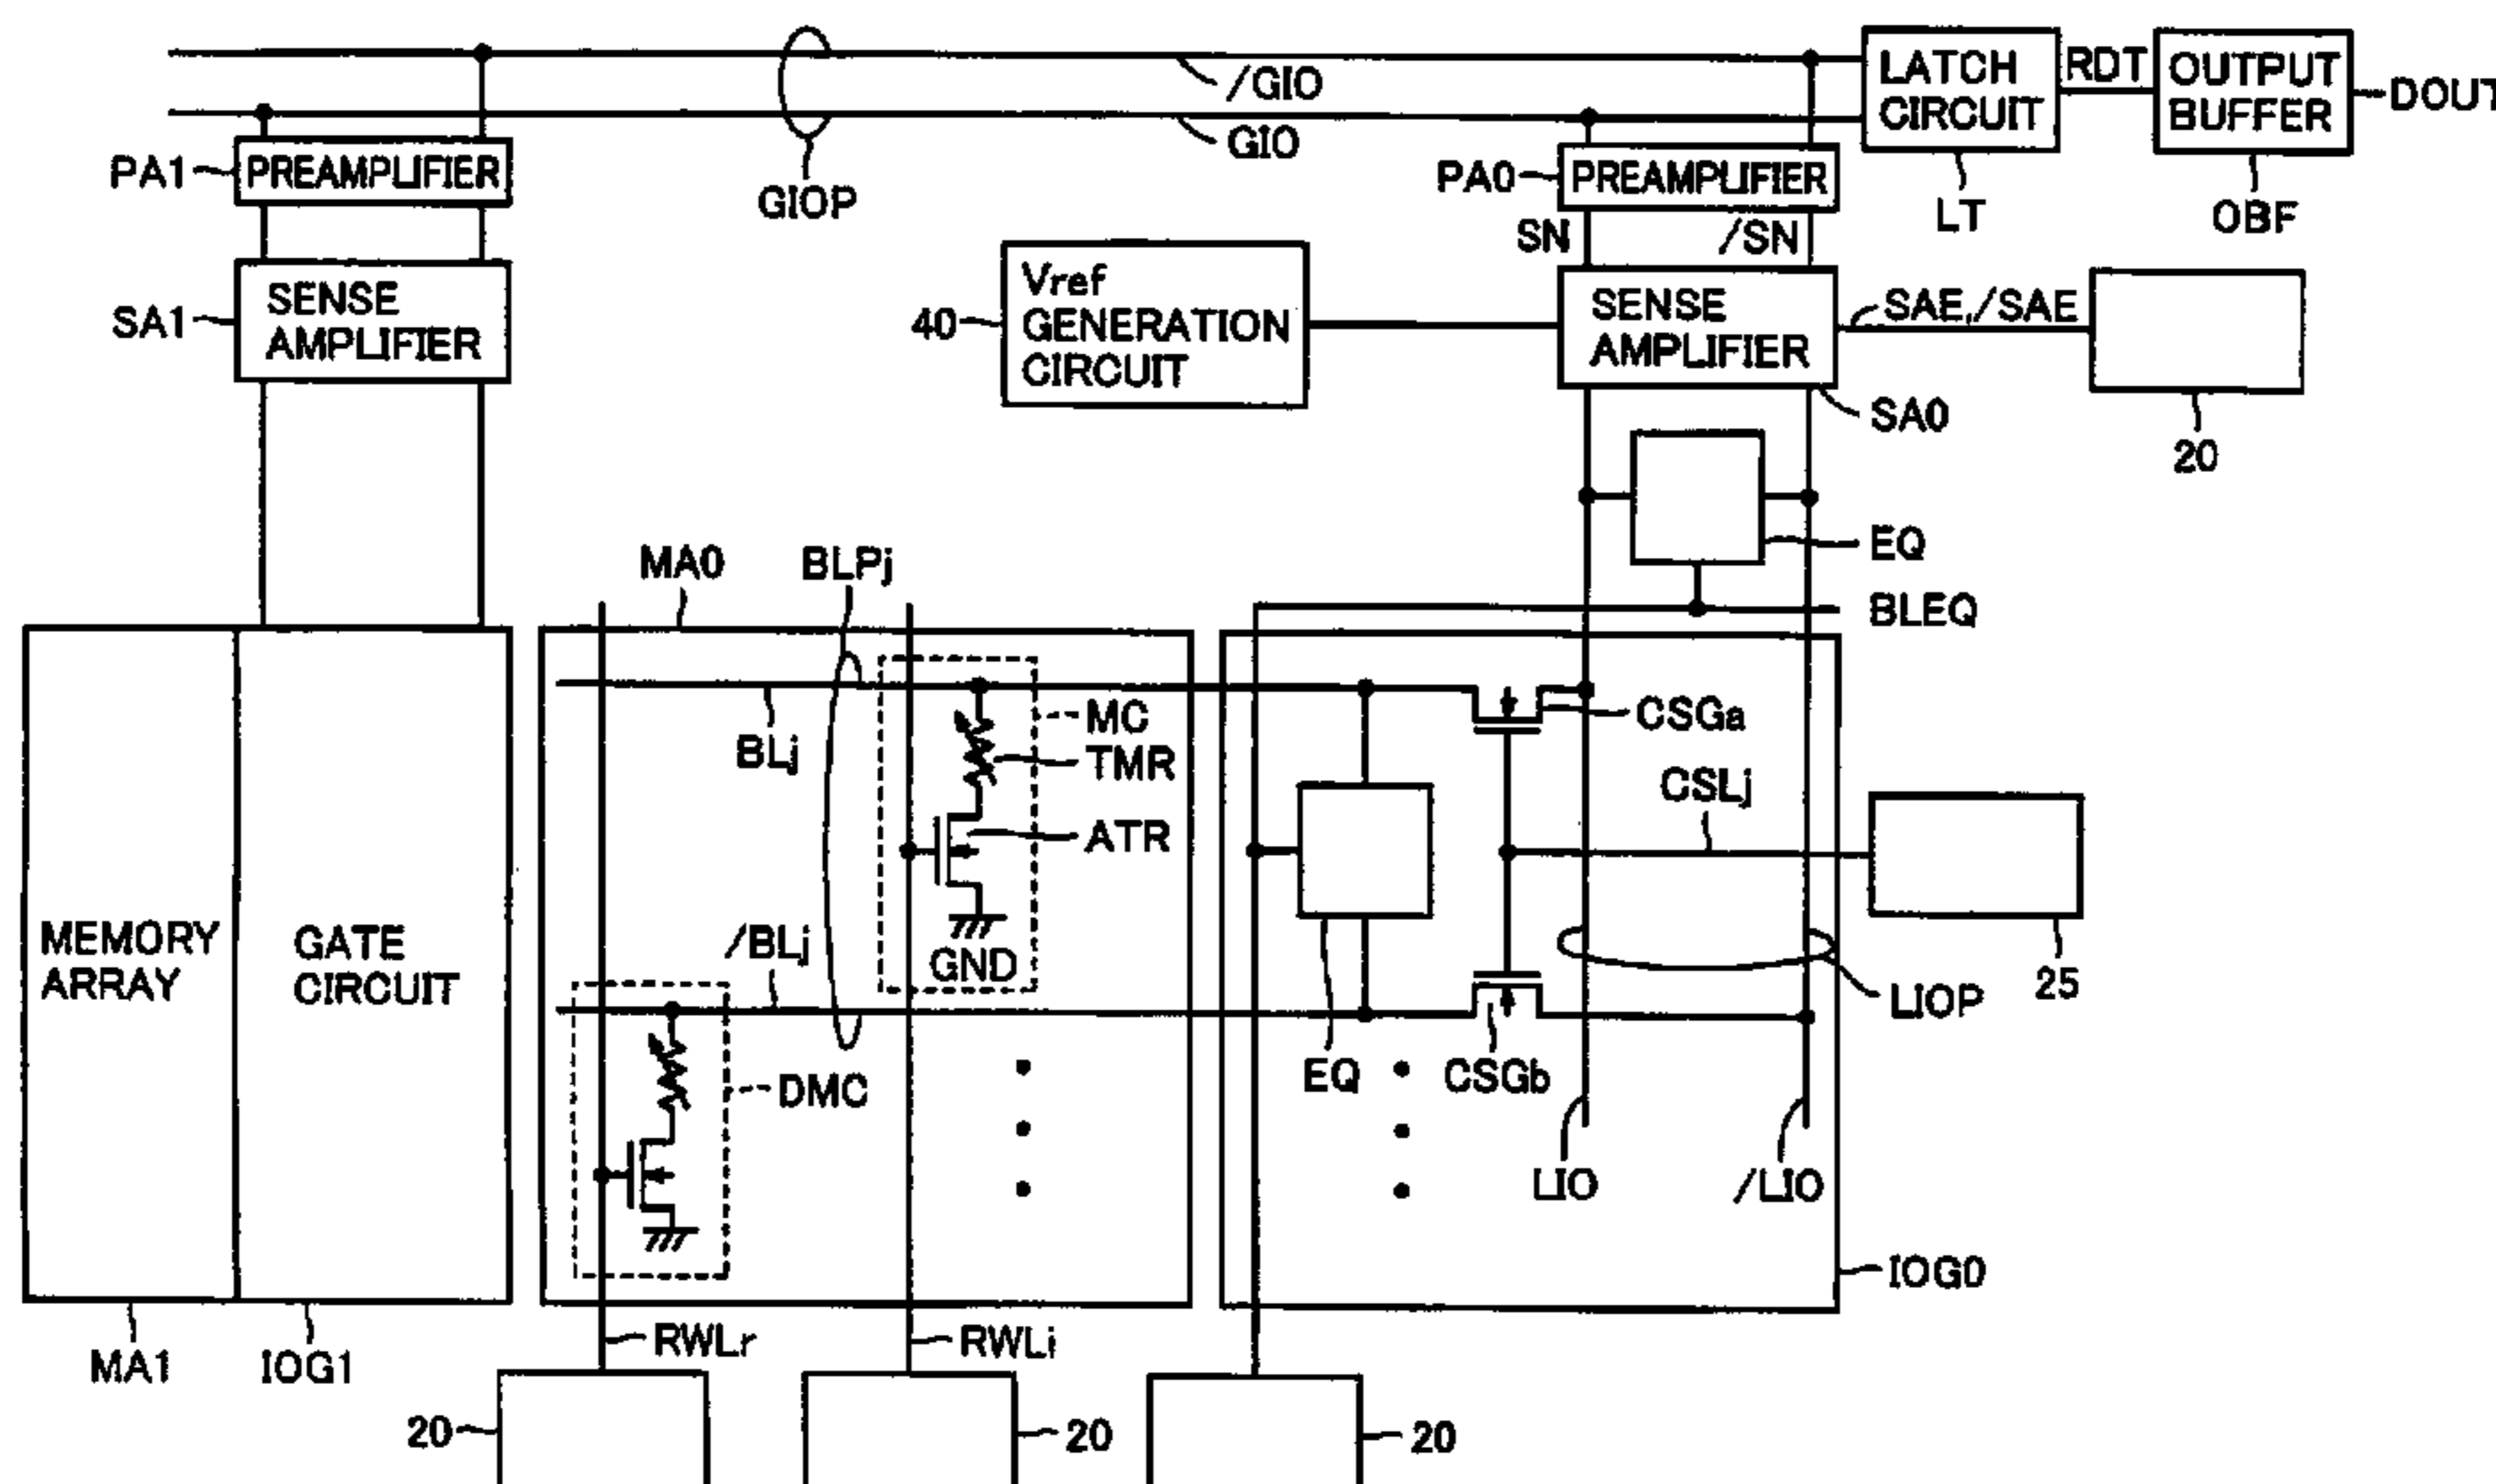 /GIO
GIO
GIOP
LATCH
CIRCUIT
RDT
OUTPUT
BUFFER
DOUT
LT
OBF
PA1
PREAMPLIFIER
PA0
PREAMPLIFIER
SN
/SN
SA1
SENSE
AMPLIFIER
40
Vref
GENERATION
CIRCUIT
SENSE
AMPLIFIER
SAE,/SAE
20
SA0
EQ
BLEQ
MA0
BLPj
BLj
MC
TMR
ATR
GND
/BLj
DMC
CSGa
CSLj
25
LIOP
EQ
CSGb
LIO
/LIO
IOG0
MEMORY
ARRAY
GATE
CIRCUIT
MA1
IOG1
RWLr
RWLi
20
20
20